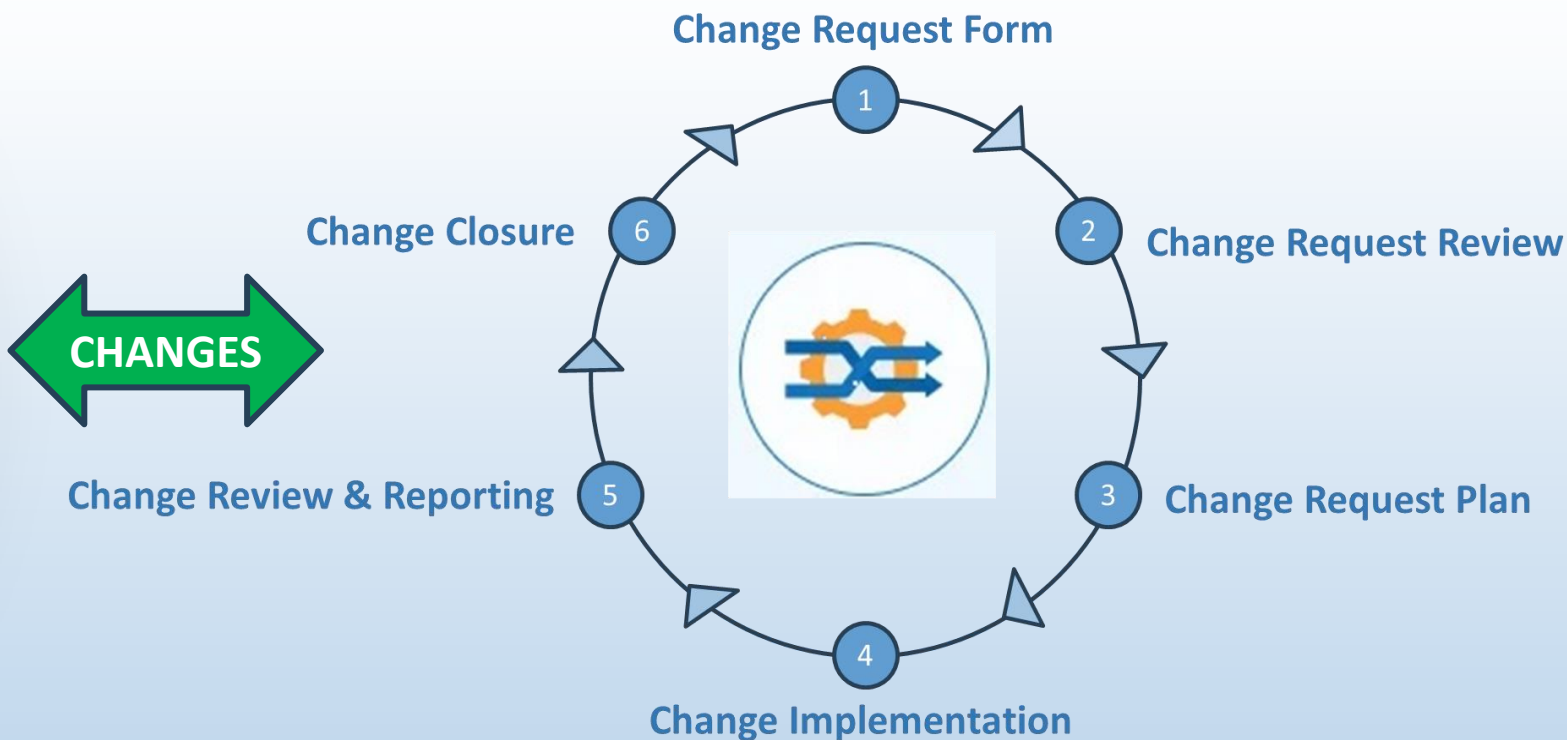 Change Request Form
1
6
Change Closure
2
Change Request Review
CHANGES
5
Change Review & Reporting
3
Change Request Plan
4
Change Implementation